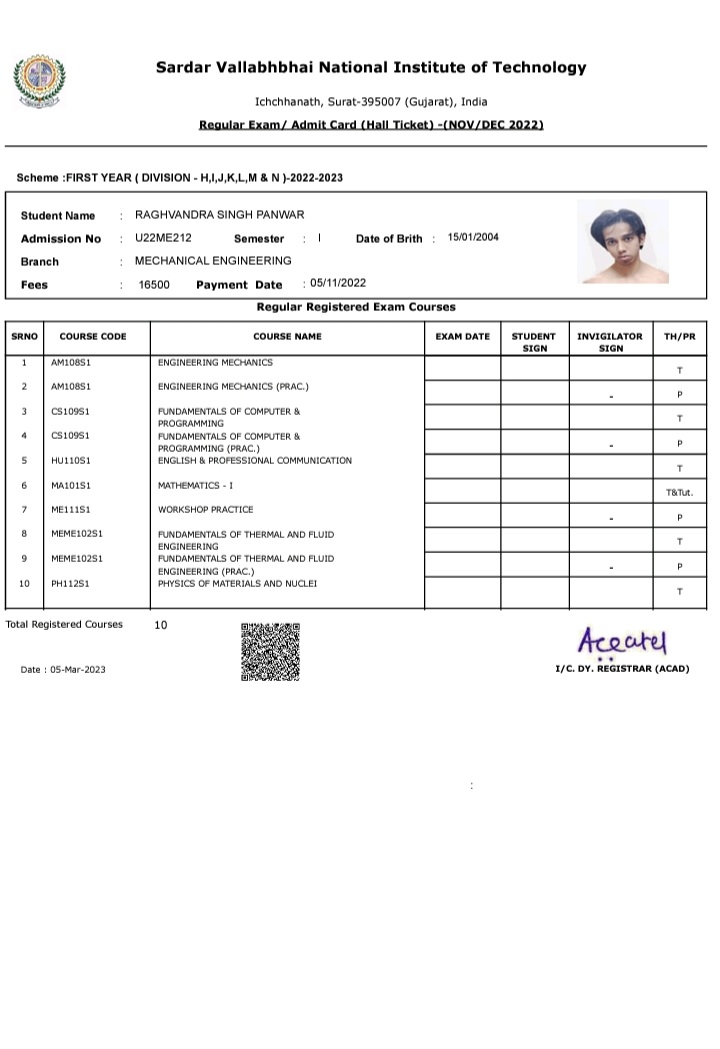 Sardar Vallabhbhai National Institute of Technology
Ichchhanath, Surat-395007 (Gujarat), India
Regular Exam/ Admit Card (Hall Ticket) -(NOV/DEC 2022)
Scheme :FIRST YEAR ( DIVISION - H,I,J,K,L,M & N )-2022-2023
Student Name : RAGHVANDRA SINGH PANWAR
Admission No : U22ME212 Semester : I Date of Brith : 15/01/2004
Branch : MECHANICAL ENGINEERING
Fees : 16500 Payment Date : 05/11/2022
Regular Registered Exam Courses
SRNO COURSE CODE COURSE NAME EXAM DATE STUDENT SIGN INVIGILATOR SIGN TH/PR
1 AM108S1 ENGINEERING MECHANICS T
2 AM108S1 ENGINEERING MECHANICS (PRAC.) - P
3 CS109S1 FUNDAMENTALS OF COMPUTER &
PROGRAMMING T
4 CS109S1 FUNDAMENTALS OF COMPUTER &
PROGRAMMING (PRAC.) - P
5 HU110S1 ENGLISH & PROFESSIONAL COMMUNICATION T
6 MA101S1 MATHEMATICS - I T&Tut.
7 ME111S1 WORKSHOP PRACTICE - P
8 MEME102S1 FUNDAMENTALS OF THERMAL AND FLUID
ENGINEERING T
9 MEME102S1 FUNDAMENTALS OF THERMAL AND FLUID
ENGINEERING (PRAC.) - P
10 PH112S1 PHYSICS OF MATERIALS AND NUCLEI T
Total Registered Courses 10
Date : 05-Mar-2023
I/C. DY. REGISTRAR (ACAD)
: